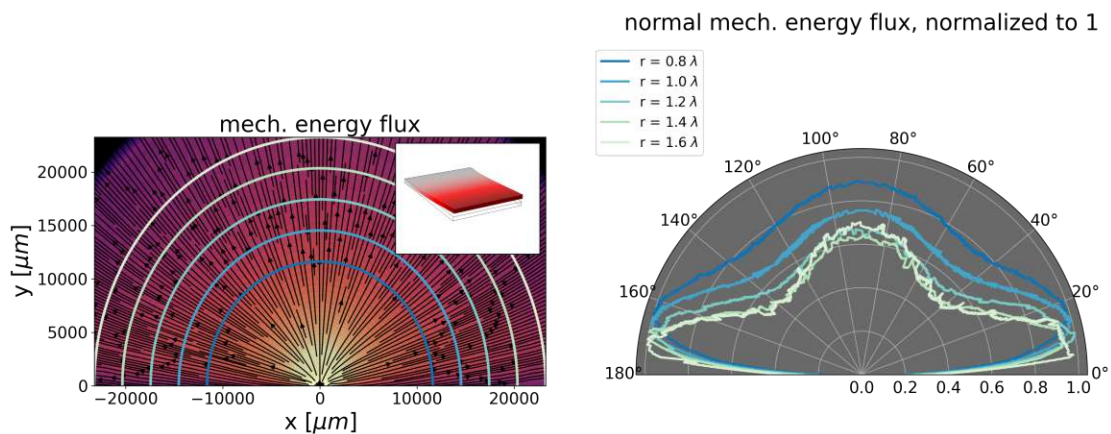 normal mech. energy flux, normalized to 1
r = 0.8 λ
r = 1.0 λ
r = 1.2 λ
r = 1.4 λ
r = 1.6 λ
mech. energy flux
20000
15000
10000
5000
0
y [μm]
−20000 −10000 0 10000 20000
x [μm]
100° 80°
120° 60°
140° 40°
160° 20°
180° 0°
0.0 0.2 0.4 0.6 0.8 1.0